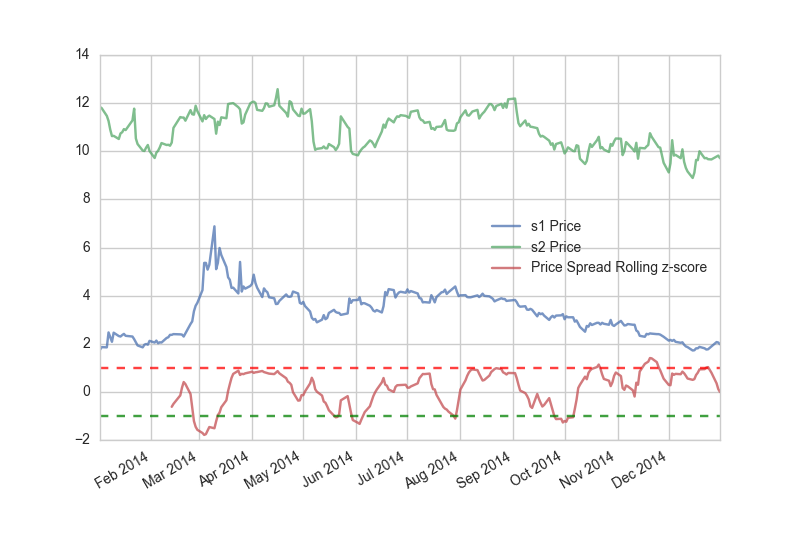 14
12
10
8
6
4
2
0
−2
s1 Price
s2 Price
Price Spread Rolling z-score
Feb 2014
Mar 2014
Apr 2014
May 2014
Jun 2014
Jul 2014
Aug 2014
Sep 2014
Oct 2014
Nov 2014
Dec 2014